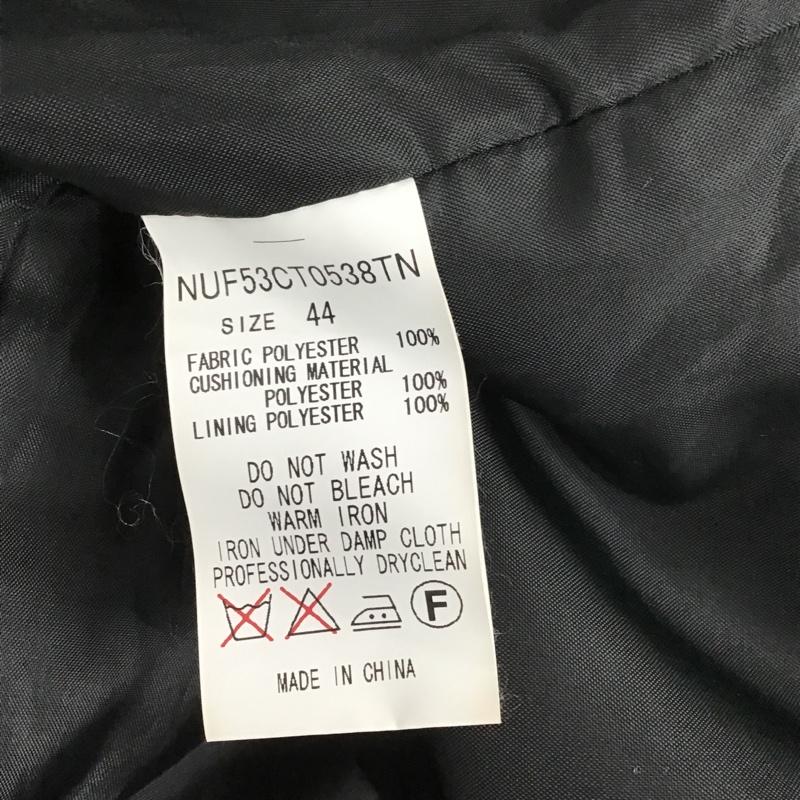 NUF53CT0538TN
SIZE 44
FABRIC POLYESTER 100%
CUSHIONING MATERIAL
POLYESTER 100%
LINING POLYESTER 100%
DO NOT WASH
DO NOT BLEACH
WARM IRON
IRON UNDER DAMP CLOTH
PROFESSIONALLY DRYCLEAN
F
MADE IN CHINA